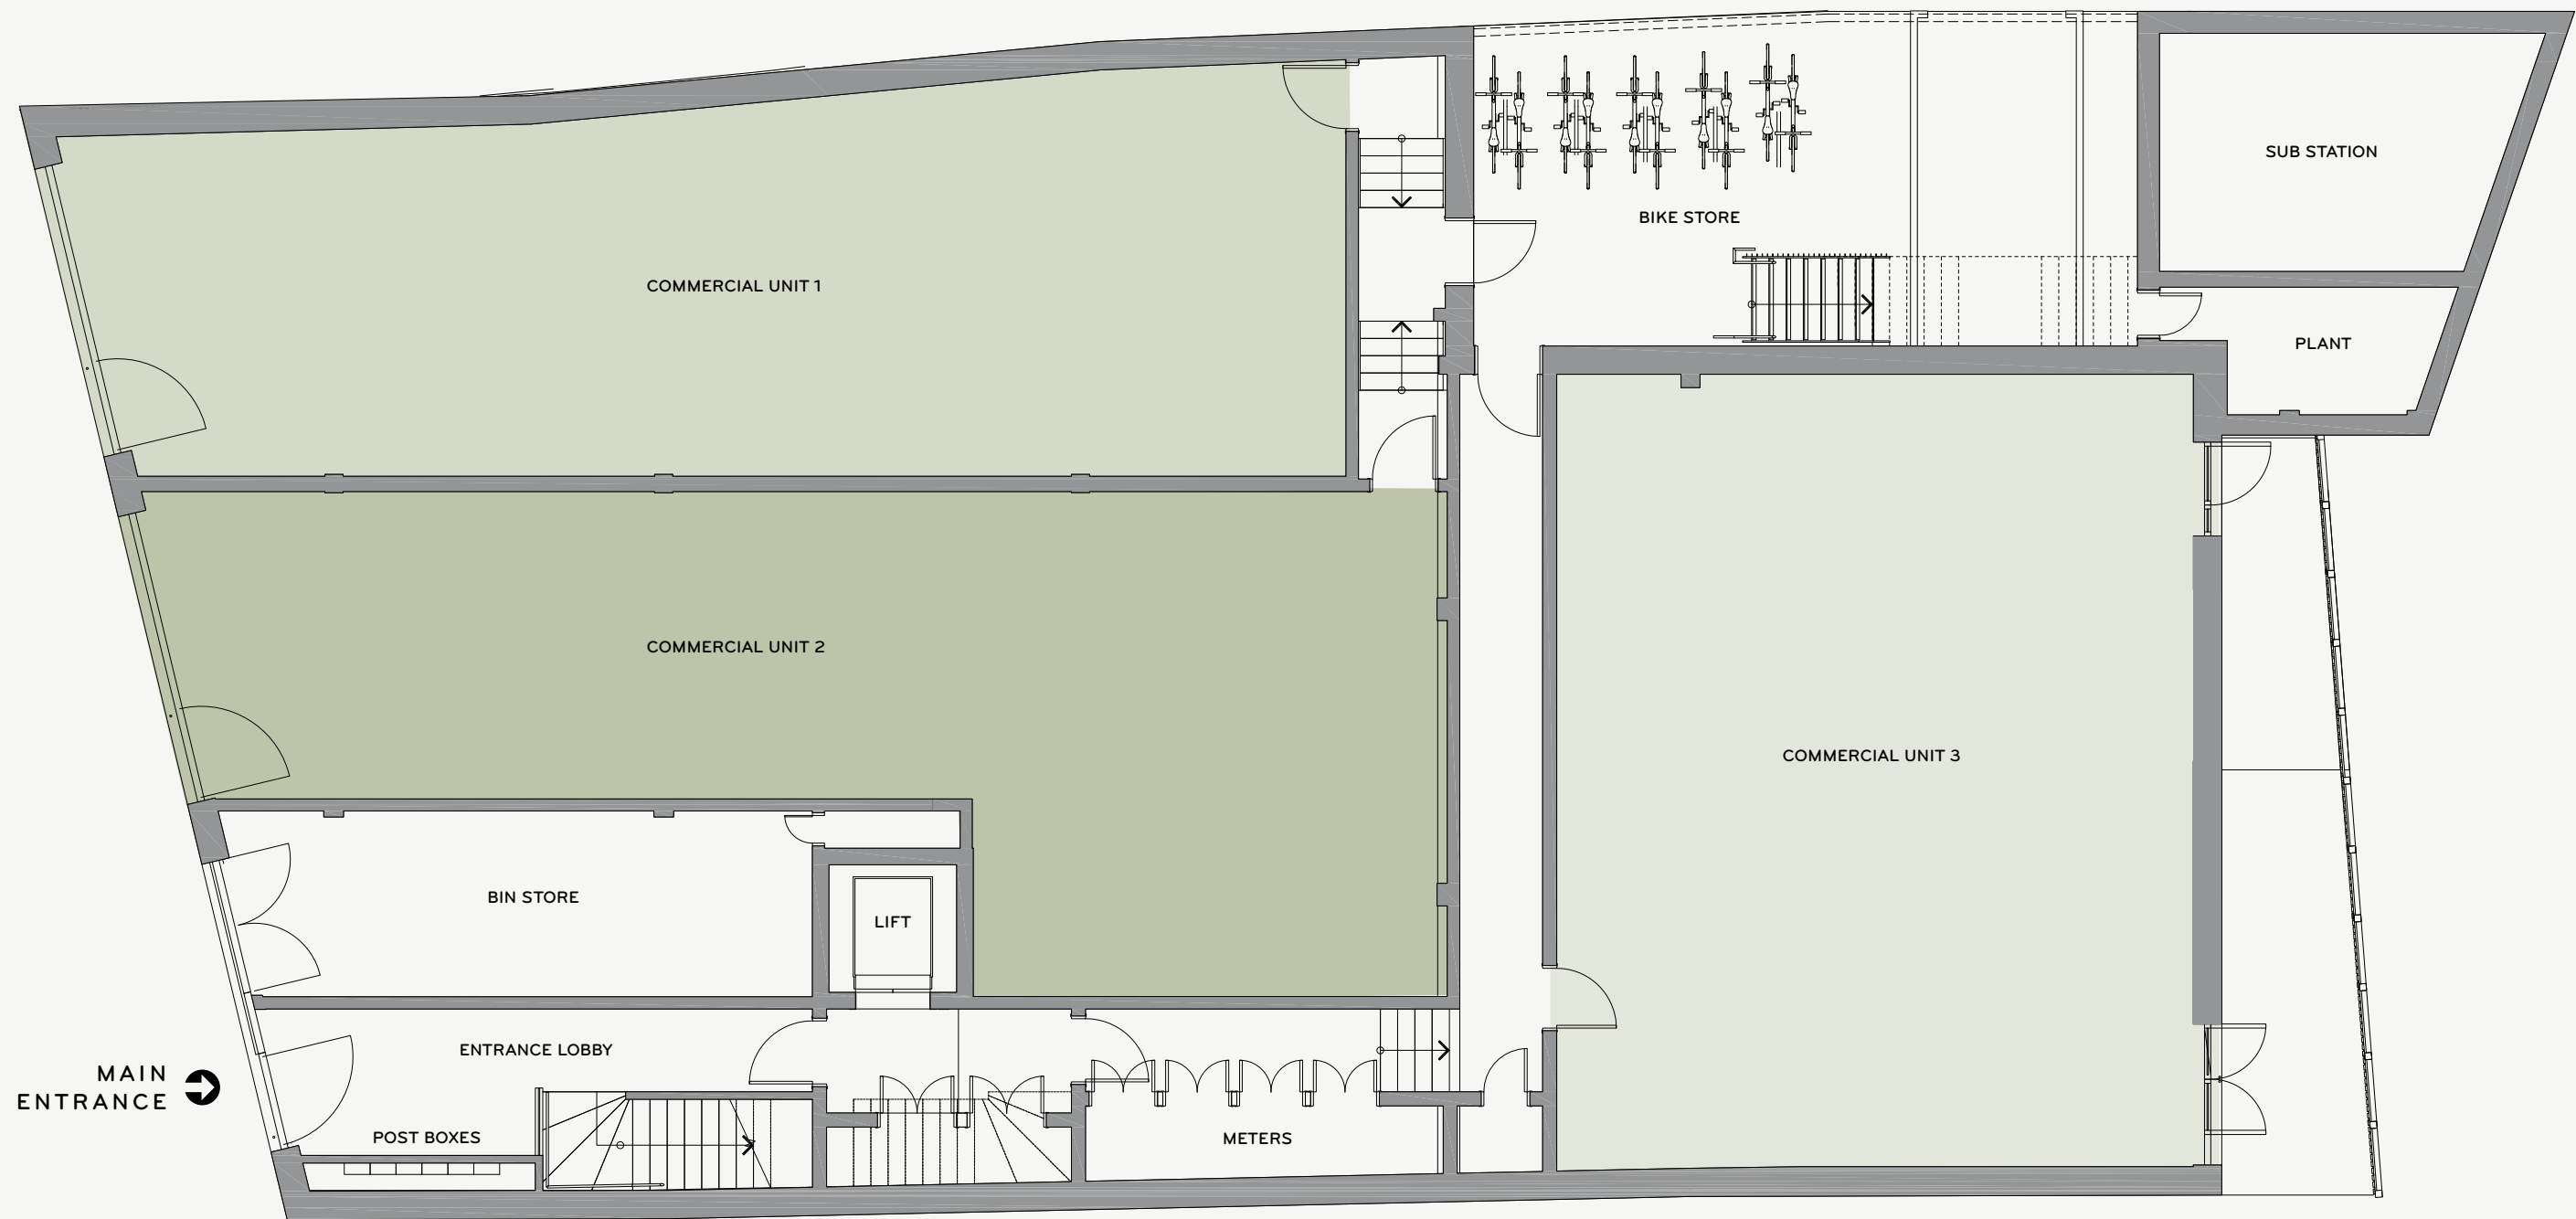 SUB STATION
BIKE STORE
COMMERCIAL UNIT 1
PLANT
COMMERCIAL UNIT 2
COMMERCIAL UNIT 3
BIN STORE
LIFT
ENTRANCE LOBBY
MAIN
ENTRANCE
POST BOXES
METERS